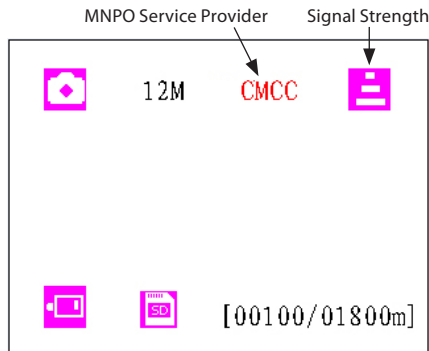 MNPO Service Provider Signal Strength
12M CMCC
SD [00100/01800m]